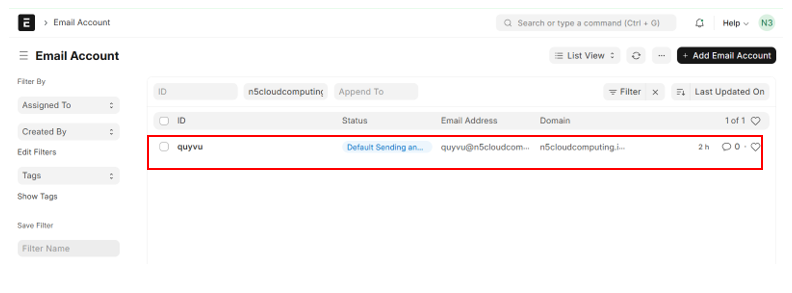 E > Email Account
Search or type a command (Ctrl + G)
Help
N3
Email Account
List View
...
+ Add Email Account
Filter By
Assigned To
Created By
Edit Filters
Tags
Show Tags
Save Filter
Filter Name
ID
n5cloudcomputing
Append To
Filter
Last Updated On
ID Status Email Address Domain 1 of 1
quyvu Default Sending an... quyvu@n5cloudcom... n5cloudcomputing.i... 2 h 0